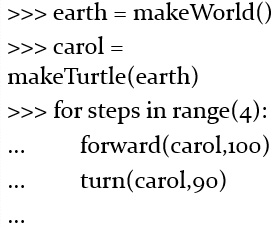 >>> earth = makeWorld()
>>> carol =
makeTurtle(earth)
>>> for steps in range(4):
...        forward(carol,100)
...        turn(carol,90)
...